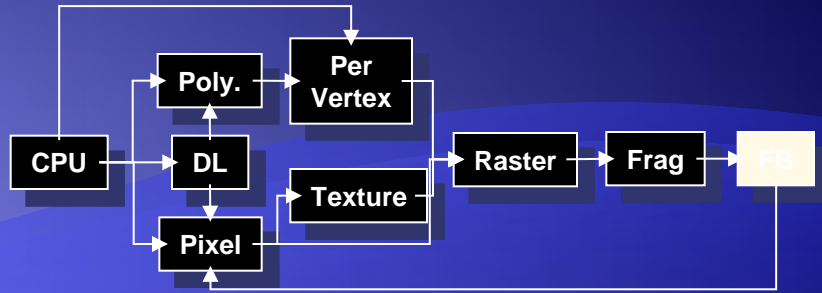 Per
Vertex
Poly.
CPU
DL
Raster
Frag
FB
Texture
Pixel